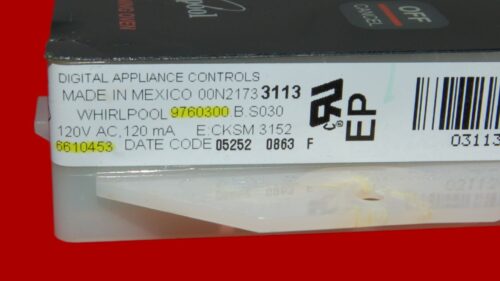 OFF
CANCEL
DIGITAL APPLIANCE CONTROLS
MADE IN MEXICO 00N2173 3113
WHIRLPOOL 9760300 B S030
120V AC, 120 mA E CKSM 3152
6610453 DATE CODE 05252 0863 F
EP
03113